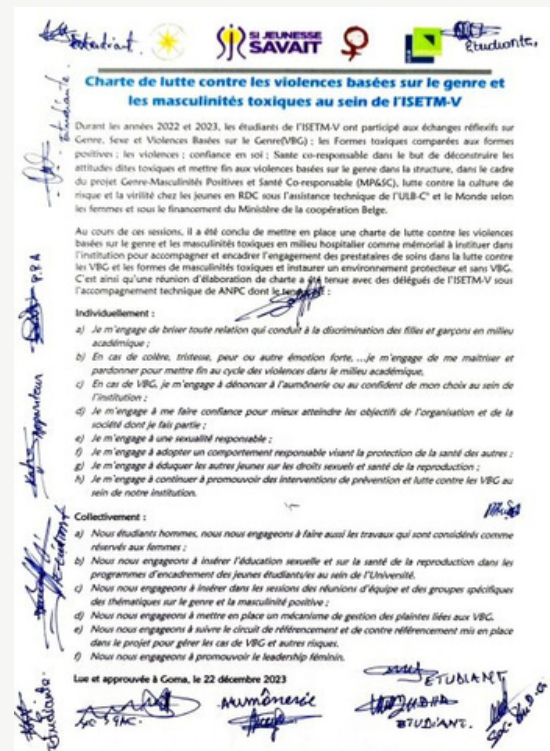 Etudiant.
SI JEUNESSE
SAVAIT
Etudiante,
Charte de lutte contre les violences basées sur le genre et
les masculinités toxiques au sein de l'ISETM-V
Durant les années 2022 et 2023, les étudiants de l'ISETM-V ont participé aux échanges réflexifs sur
Genre, Sexe et Violences Basées sur le Genre(VBG) ; les Formes toxiques comparées aux formes
positives ; les violences ; confiance en soi ; Sante co-responsable dans le but de déconstruire les
attitudes dites toxiques et mettre fin aux violences basées sur le genre dans la structure, dans le cadre
du projet Genre-Masculinités Positives et Santé Co-responsable (MP&SC), lutte contre la culture de
risque et la virilité chez les jeunes en RDC sous l'assistance technique de l'ULB-C° et le Monde selon
les femmes et sous le financement du Ministère de la coopération Belge.
Au cours de ces sessions, il a été conclu de mettre en place une charte de lutte contre les violences
basées sur le genre et les masculinités toxiques en milieu hospitalier comme mémorial à instituer dans
l'institution pour accompagner et encadrer l'engagement des prestataires de soins dans la lutte contre
les VBG et les formes de masculinités toxiques et instaurer un environnement protecteur et sans VBG.
C'est ainsi qu'une réunion d'élaboration de charte a été tenue avec des délégués de l'ISETM-V sous
l'accompagnement technique de ANPC dont le :
Individuellement :
a) Je m'engage de briser toute relation qui conduit à la discrimination des filles et garçons en milieu
académique ;
b) En cas de colère, tristesse, peur ou autre émotion forte, ...je m'engage de me maitriser et
pardonner pour mettre fin au cycle des violences dans le milieu académique,
c) En cas de VBG, je m'engage à dénoncer à l'aumônerie ou au confident de mon choix au sein de
l'institution ;
d) Je m'engage à me faire confiance pour mieux atteindre les objectifs de l'organisation et de la
société dont je fais partie ;
e) Je m'engage à une sexualité responsable ;
f) Je m'engage à adopter un comportement responsable visant la protection de la santé des autres ;
g) Je m'engage à éduquer les autres jeunes sur les droits sexuels et santé de la reproduction ;
h) Je m'engage à continuer à promouvoir des interventions de prévention et lutte contre les VBG au
sein de notre institution.
Collectivement :
a) Nous étudiants hommes, nous nous engageons à faire aussi les travaux qui sont considérés comme
réservés aux femmes ;
b) Nous nous engageons à insérer l'éducation sexuelle et sur la santé de la reproduction dans les
programmes d'encadrement des jeunes étudiants/es au sein de l'Université.
c) Nous nous engageons à insérer dans les sessions des réunions d'équipe et des groupes spécifiques
des thématiques sur le genre et la masculinité positive ;
d) Nous nous engageons à mettre en place un mécanisme de gestion des plaintes liées aux VBG.
e) Nous nous engageons à suivre le circuit de référencement et de contre référencement mis en place
dans le projet pour gérer les cas de VBG et autres risques.
f) Nous nous engageons à promouvoir le leadership féminin.
Lue et approuvée à Goma, le 22 décembre 2023
ETUDIANT
Aumônerie
ETUDIANT.
Etudiante.
Appariteur
Etudiante.